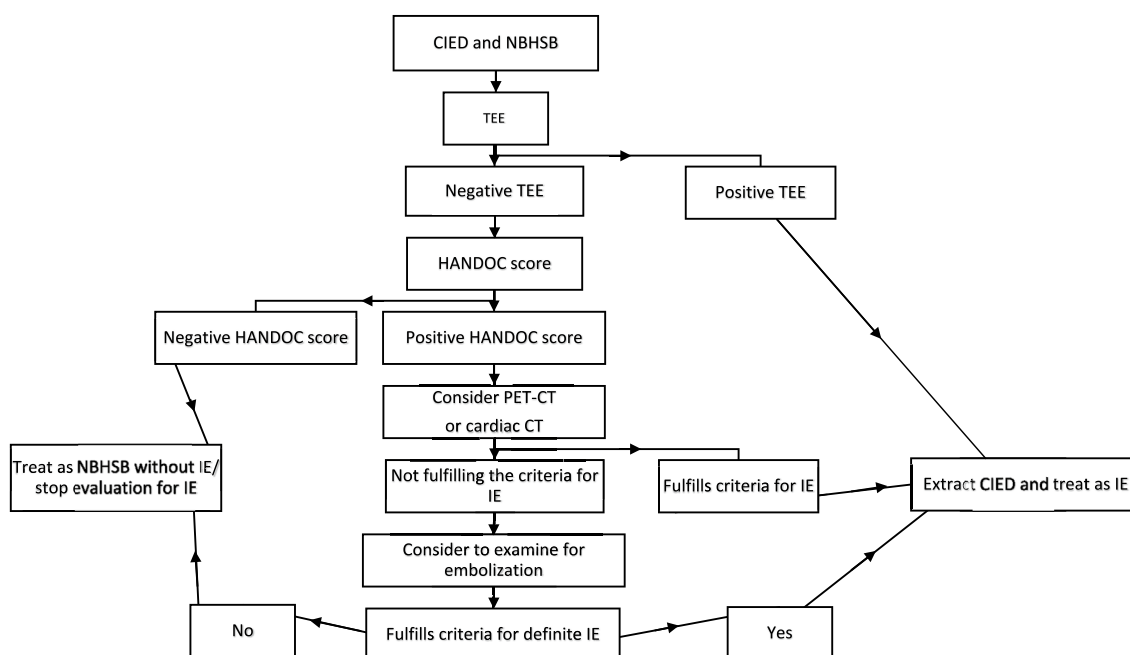 CIED and NBHSB
TEE
Negative TEE
Positive TEE
HANDOC score
Negative HANDOC score
Positive HANDOC score
Consider PET-CT
or cardiac CT
Treat as NBHSB without IE/
stop evaluation for IE
Not fulfilling the criteria for
IE
Fulfills criteria for IE
Extract CIED and treat as IE
Consider to examine for
embolization
No
Fulfills criteria for definite IE
Yes